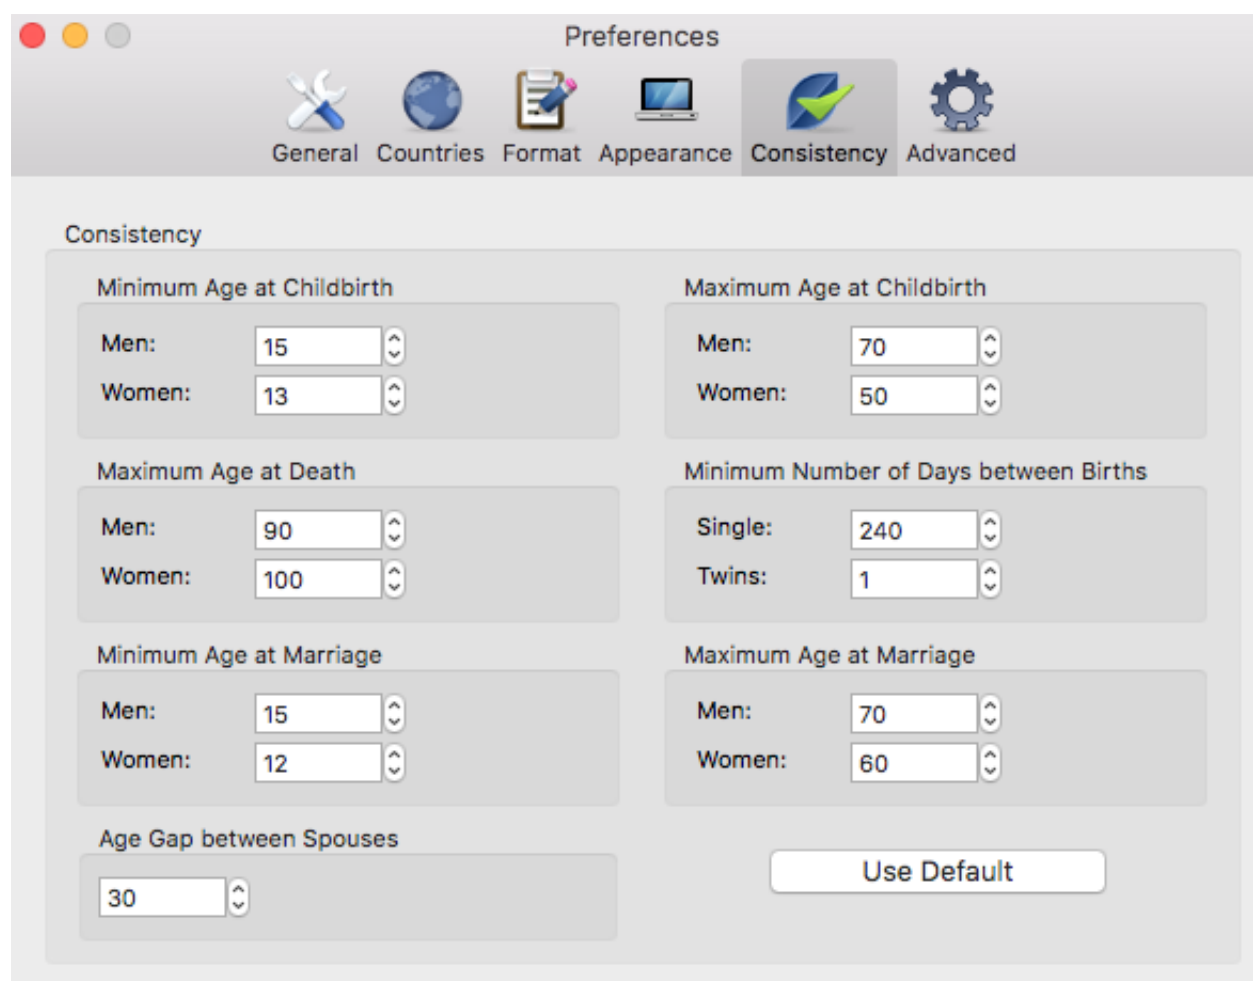 Preferences
General Countries Format Appearance Consistency Advanced
Consistency
Minimum Age at Childbirth
Men: 15
Women: 13
Maximum Age at Childbirth
Men: 70
Women: 50
Maximum Age at Death
Men: 90
Women: 100
Minimum Number of Days between Births
Single: 240
Twins: 1
Minimum Age at Marriage
Men: 15
Women: 12
Maximum Age at Marriage
Men: 70
Women: 60
Age Gap between Spouses
30
Use Default